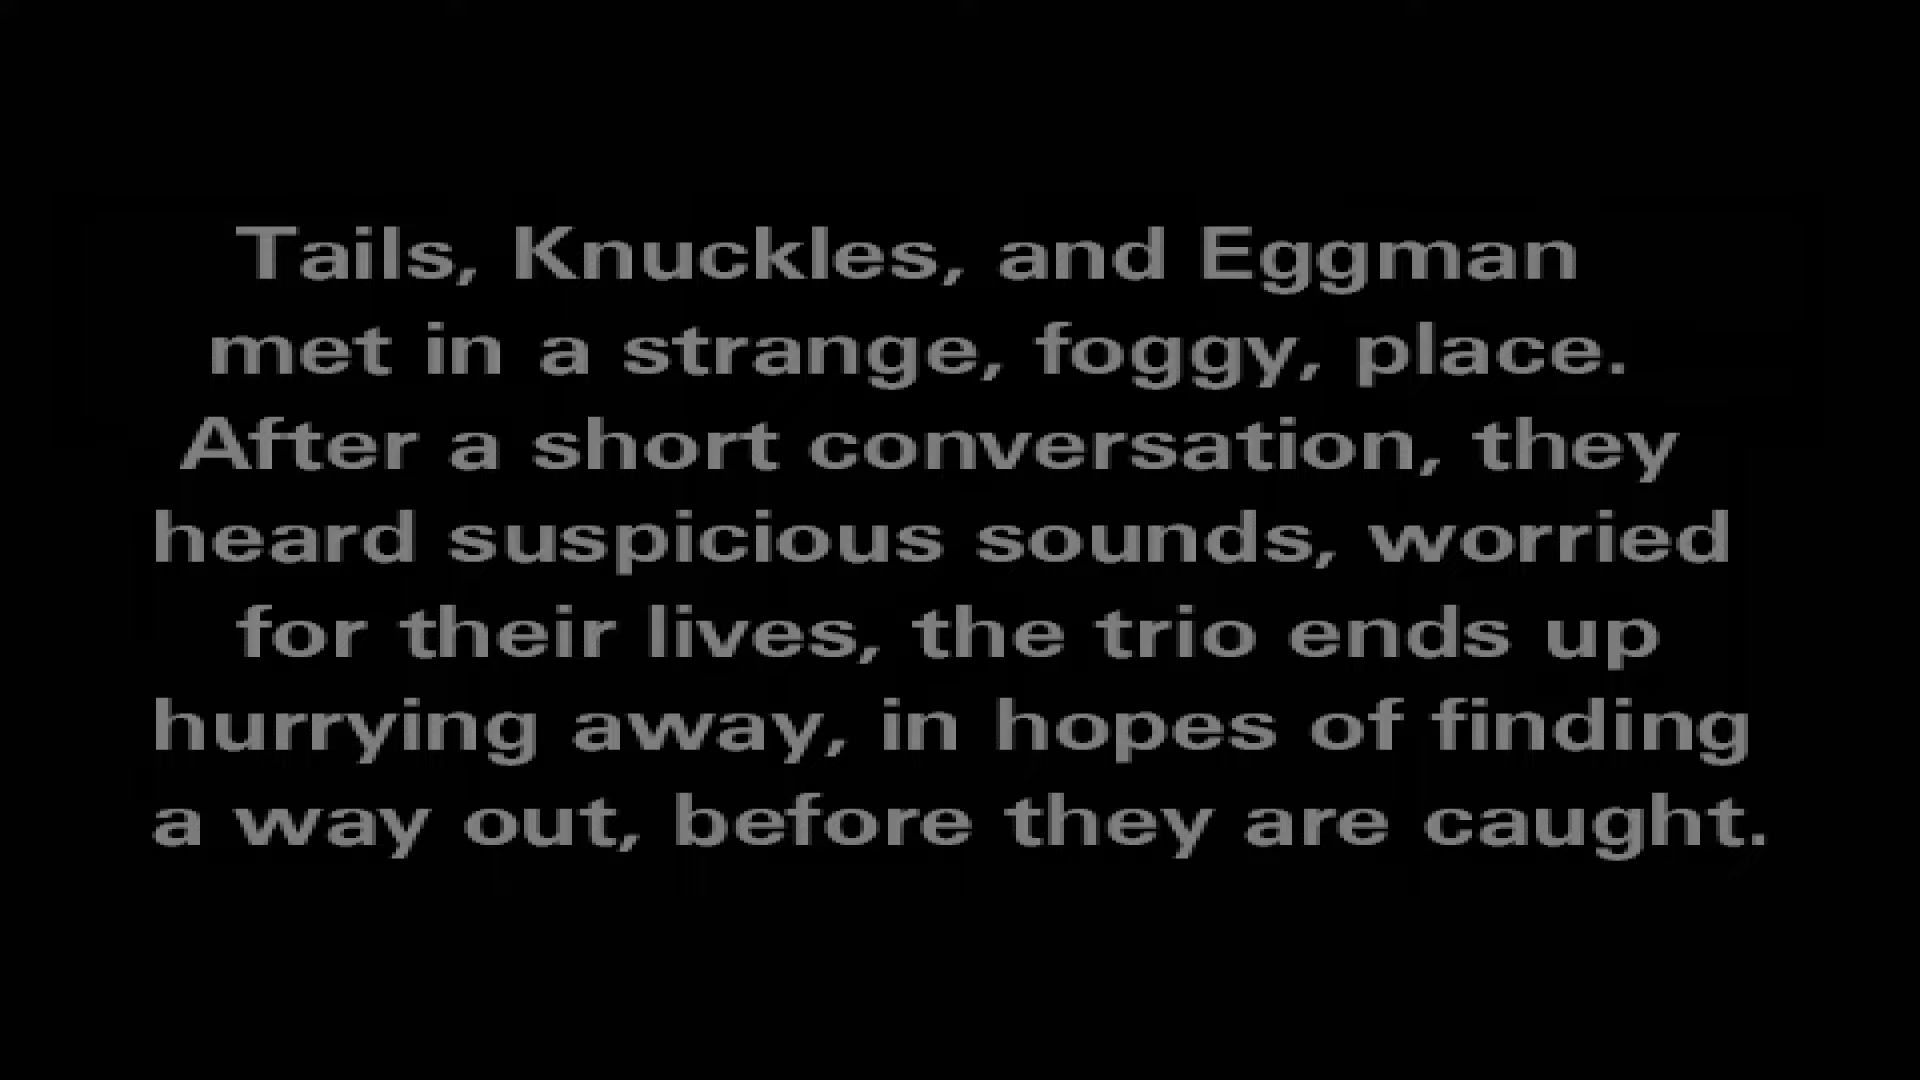 Tails, Knuckles, and Eggman
met in a strange, foggy, place.
After a short conversation, they
heard suspicious sounds, worried
for their lives, the trio ends up
hurrying away, in hopes of finding
a way out, before they are caught.